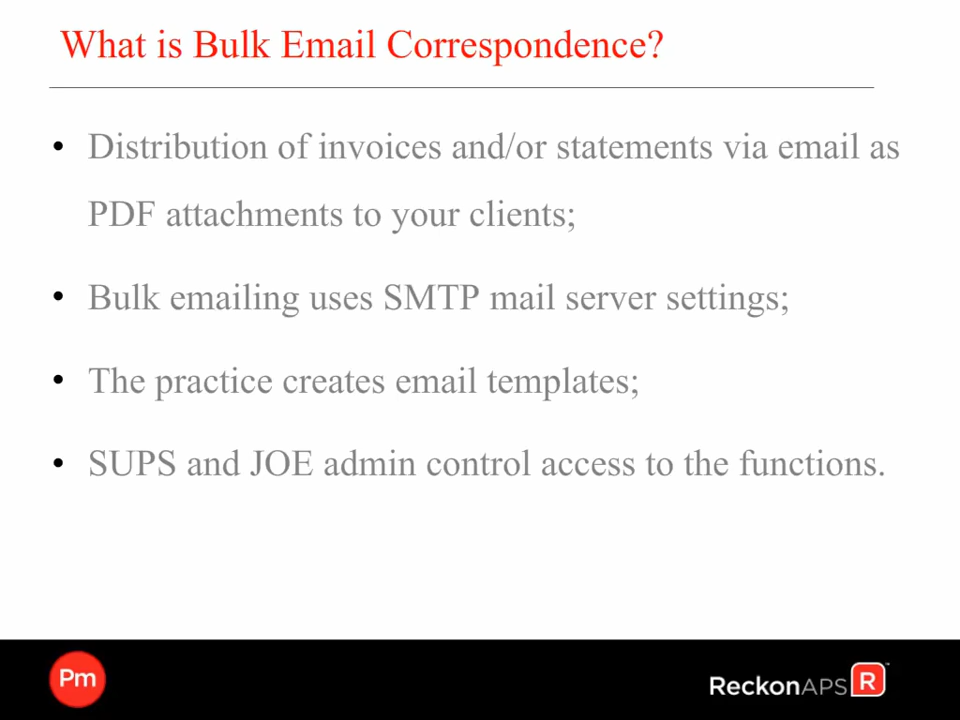 What is Bulk Email Correspondence?
• Distribution of invoices and/or statements via email as
PDF attachments to your clients;
• Bulk emailing uses SMTP mail server settings;
• The practice creates email templates;
• SUPS and JOE admin control access to the functions.
Pm
ReckonAPS R™